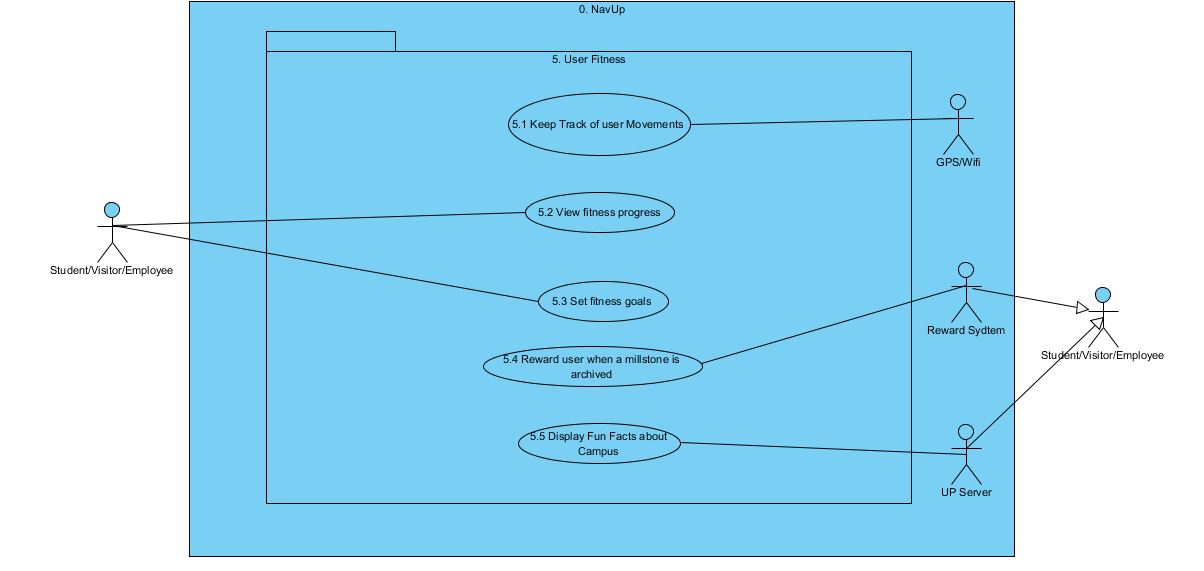 0. NavUp
5. User Fitness
5.1 Keep Track of user Movements
GPS/Wifi
5.2 View fitness progress
Student/Visitor/Employee
5.3 Set fitness goals
Reward Sydtem
Student/Visitor/Employee
5.4 Reward user when a millstone is
archived
5.5 Display Fun Facts about
Campus
UP Server